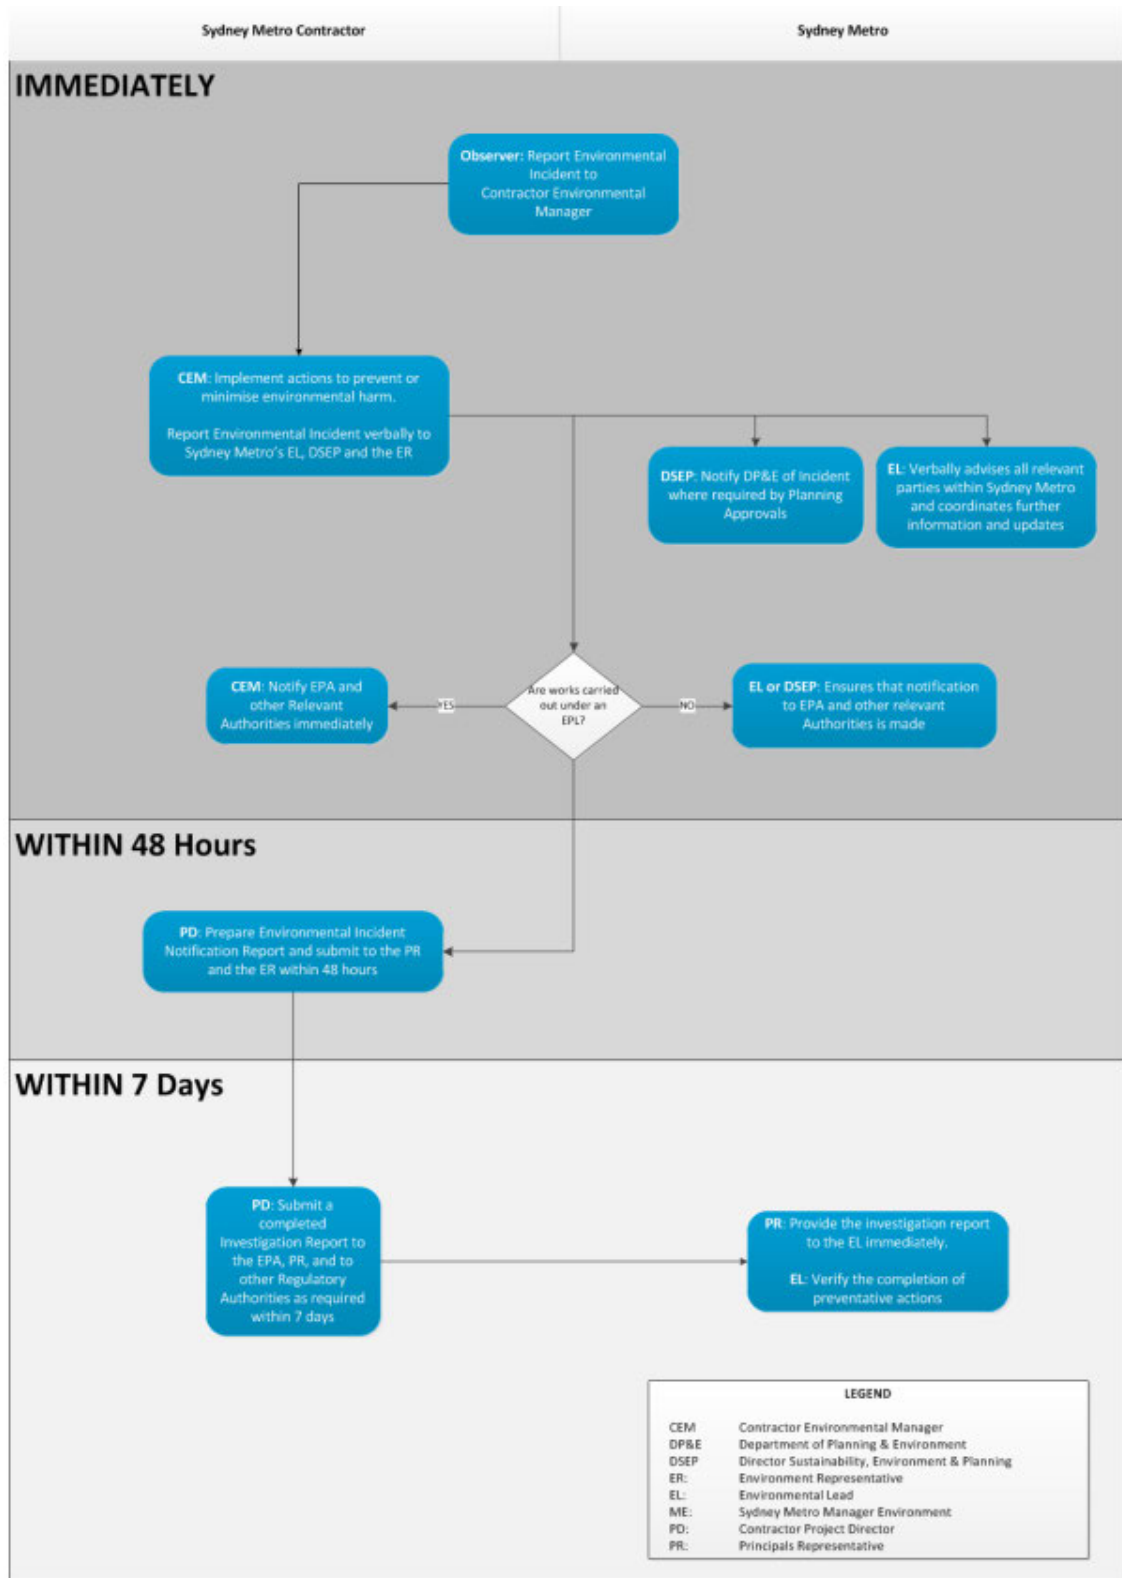 Sydney Metro Contractor
Sydney Metro
IMMEDIATELY
Observer: Report Environmental
Incident to
Contractor Environmental
Manager
CEM: Implement actions to prevent or
minimise environmental harm.
Report Environmental Incident verbally to
Sydney Metro's EL, DSEP and the ER
DSEP: Notify DP&E of Incident
where required by Planning
Approvals
EL: Verbally advises all relevant
parties within Sydney Metro
and coordinates further
information and updates
CEM: Notify EPA and
other Relevant
Authorities immediately
YES
Are works carried
out under an
EPL?
NO
EL or DSEP: Ensures that notification
to EPA and other relevant
Authorities is made
WITHIN 48 Hours
PD: Prepare Environmental Incident
Notification Report and submit to the PR
and the ER within 48 hours
WITHIN 7 Days
PD: Submit a
completed
Investigation Report to
the EPA, PR, and to
other Regulatory
Authorities as required
within 7 days
PR: Provide the investigation report
to the EL immediately.
EL: Verify the completion of
preventative actions
LEGEND
CEM Contractor Environmental Manager
DP&E Department of Planning & Environment
DSEP Director Sustainability, Environment & Planning
ER: Environment Representative
EL: Environmental Lead
ME: Sydney Metro Manager Environment
PD: Contractor Project Director
PR: Principals Representative